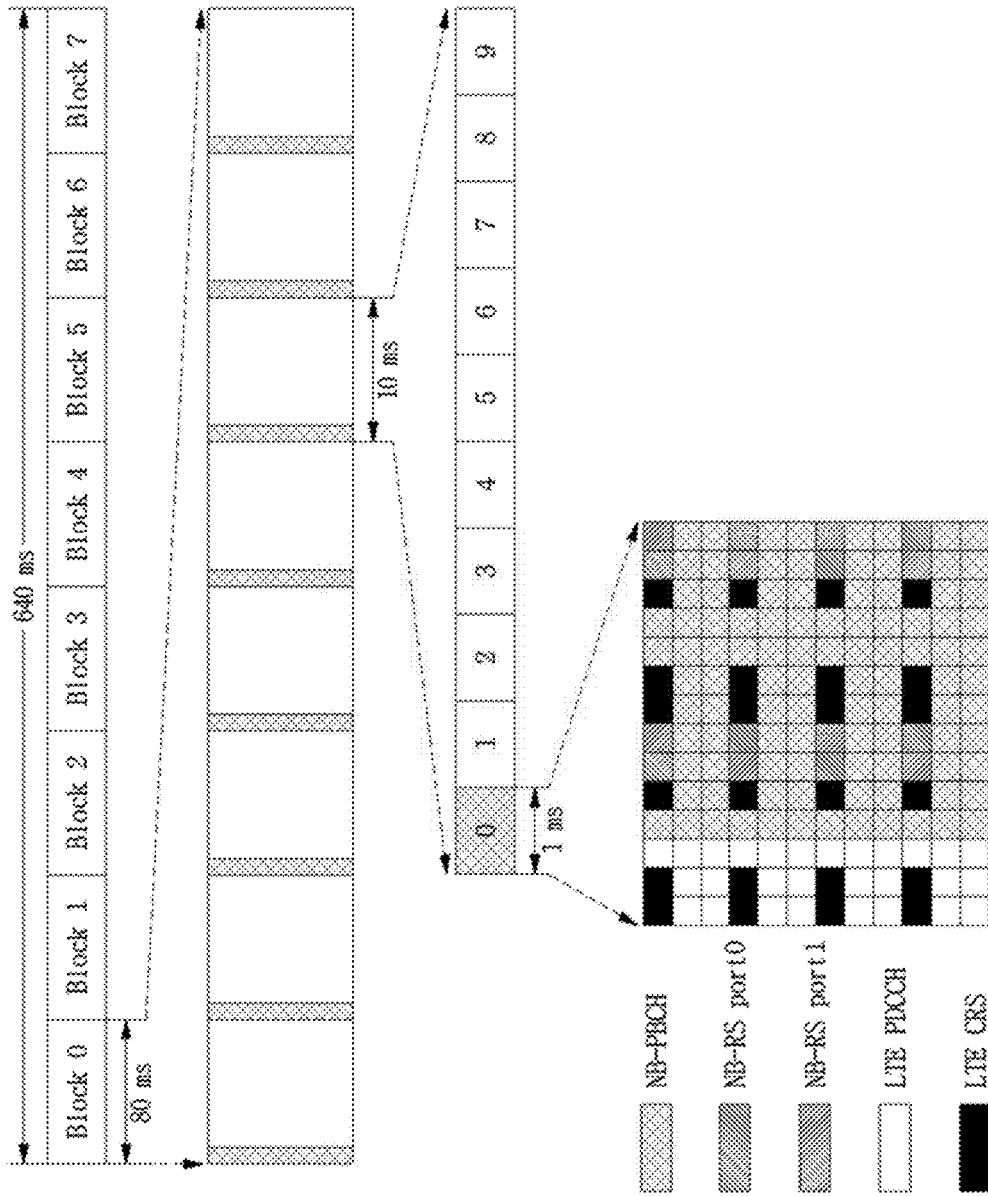 640 ms
Block 0
Block 1
Block 2
Block 3
Block 4
Block 5
Block 6
Block 7
80 ms
10 ms
0
1
2
3
4
5
6
7
8
9
1 ms
NB-PBCH
NB-RS port0
NB-RS port1
LTE PDCCH
LTE CRS